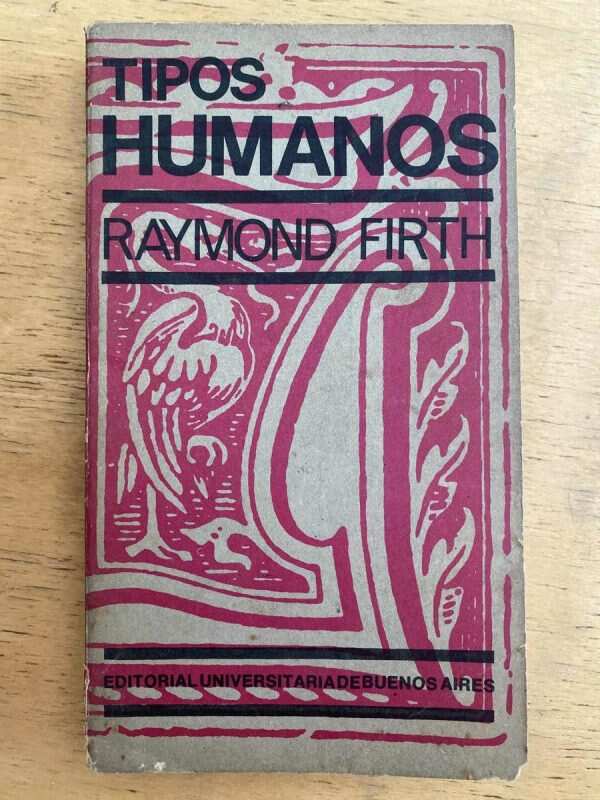 TIPOS
HUMANOS
RAYMOND FIRTH
EDITORIAL UNIVERSITARIA DE BUENOS AIRES